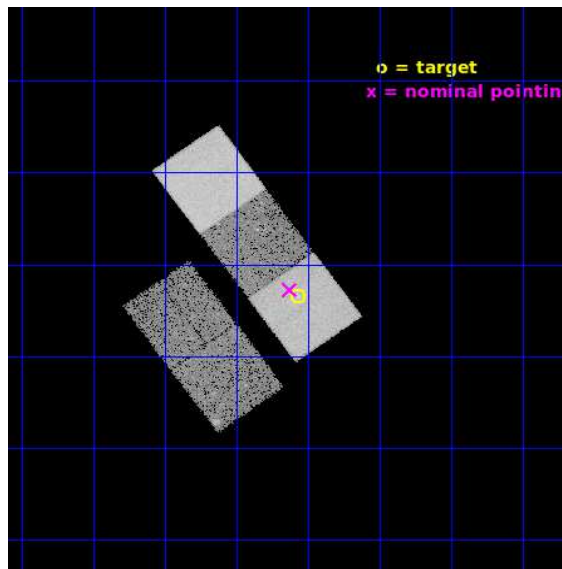 o = target
x = nominal pointin